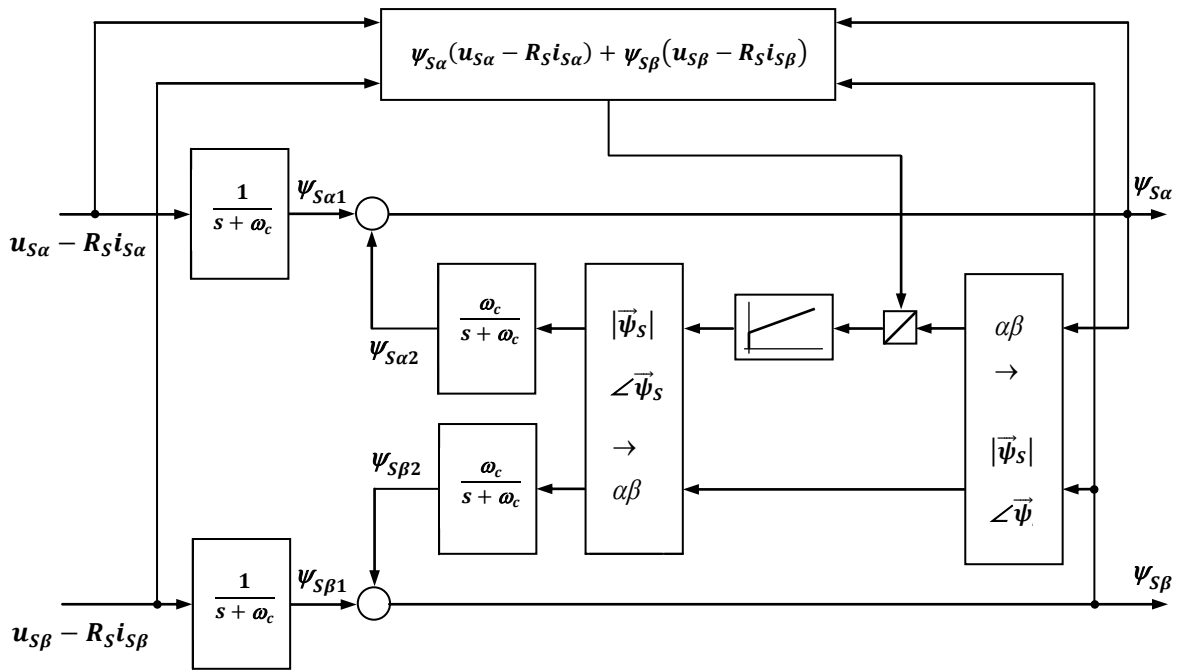 ψ_{Sα}(u_{Sα} − R_S i_{Sα}) + ψ_{Sβ}(u_{Sβ} − R_S i_{Sβ})
1
s + ω_c
ψ_{Sα1}
ψ_{Sα}
u_{Sα} − R_S i_{Sα}
ω_c
s + ω_c
ψ_{Sα2}
|ψ⃗_S|
∠ψ⃗_S
→
αβ
αβ
→
|ψ⃗_S|
∠ψ⃗
ψ_{Sβ2}
ω_c
s + ω_c
1
s + ω_c
ψ_{Sβ1}
ψ_{Sβ}
u_{Sβ} − R_S i_{Sβ}